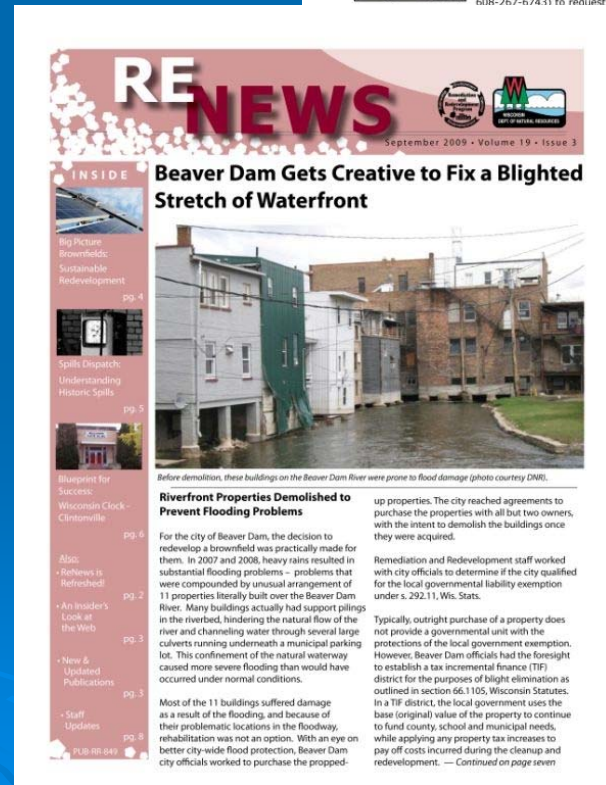 608-267-6743) to request
RE
NEWS
Remediation and Redevelopment Program
WISCONSIN
DEPT. OF NATURAL RESOURCES
September 2009 • Volume 19 • Issue 3
INSIDE
Big Picture
Brownfields:
Sustainable
Redevelopment
pg. 4
Spills Dispatch:
Understanding
Historic Spills
pg. 5
Blueprint for
Success:
Wisconsin Clock -
Clintonville
pg. 6
Also:
• ReNews is
Refreshed!
pg. 2
• An Insider's
Look at
the Web
pg. 3
• New &
Updated
Publications
pg. 3
• Staff
Updates
pg. 8
PUB-RR-849
Beaver Dam Gets Creative to Fix a Blighted
Stretch of Waterfront
Before demolition, these buildings on the Beaver Dam River were prone to flood damage (photo courtesy DNR).
Riverfront Properties Demolished to
Prevent Flooding Problems
For the city of Beaver Dam, the decision to
redevelop a brownfield was practically made for
them. In 2007 and 2008, heavy rains resulted in
substantial flooding problems – problems that
were compounded by unusual arrangement of
11 properties literally built over the Beaver Dam
River. Many buildings actually had support pilings
in the riverbed, hindering the natural flow of the
river and channeling water through several large
culverts running underneath a municipal parking
lot. This confinement of the natural waterway
caused more severe flooding than would have
occurred under normal conditions.
Most of the 11 buildings suffered damage
as a result of the flooding, and because of
their problematic locations in the floodway,
rehabilitation was not an option. With an eye on
better city-wide flood protection, Beaver Dam
city officials worked to purchase the propped-
up properties. The city reached agreements to
purchase the properties with all but two owners,
with the intent to demolish the buildings once
they were acquired.
Remediation and Redevelopment staff worked
with city officials to determine if the city qualified
for the local governmental liability exemption
under s. 292.11, Wis. Stats.
Typically, outright purchase of a property does
not provide a governmental unit with the
protections of the local government exemption.
However, Beaver Dam officials had the foresight
to establish a tax incremental finance (TIF)
district for the purposes of blight elimination as
outlined in section 66.1105, Wisconsin Statutes.
In a TIF district, the local government uses the
base (original) value of the property to continue
to fund county, school and municipal needs,
while applying any property tax increases to
pay off costs incurred during the cleanup and
redevelopment. — Continued on page seven